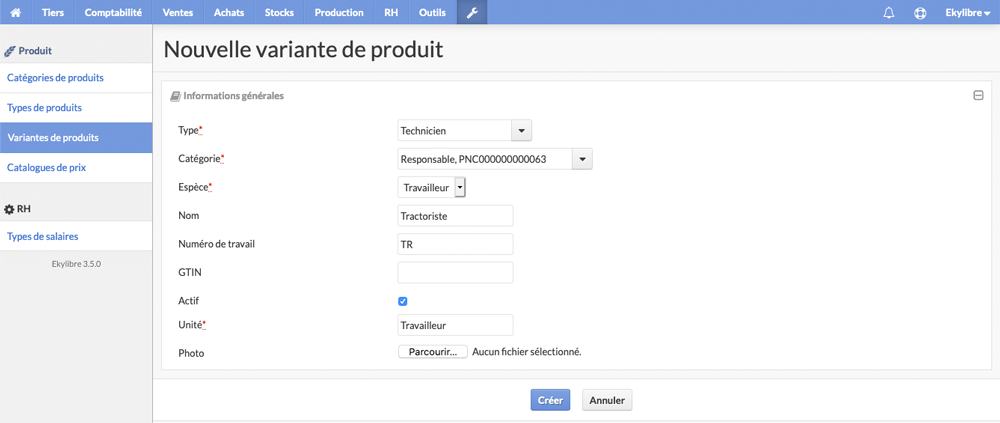 Tiers Comptabilité Ventes Achats Stocks Production RH Outils Ekylibre
Produit
Catégories de produits
Types de produits
Variantes de produits
Catalogues de prix
RH
Types de salaires
Ekylibre 3.5.0
Nouvelle variante de produit
Informations générales
Type* Technicien
Catégorie* Responsable, PNC000000000063
Espèce* Travailleur
Nom Tractoriste
Numéro de travail TR
GTIN
Actif
Unité* Travailleur
Photo Parcourir... Aucun fichier sélectionné.
Créer Annuler